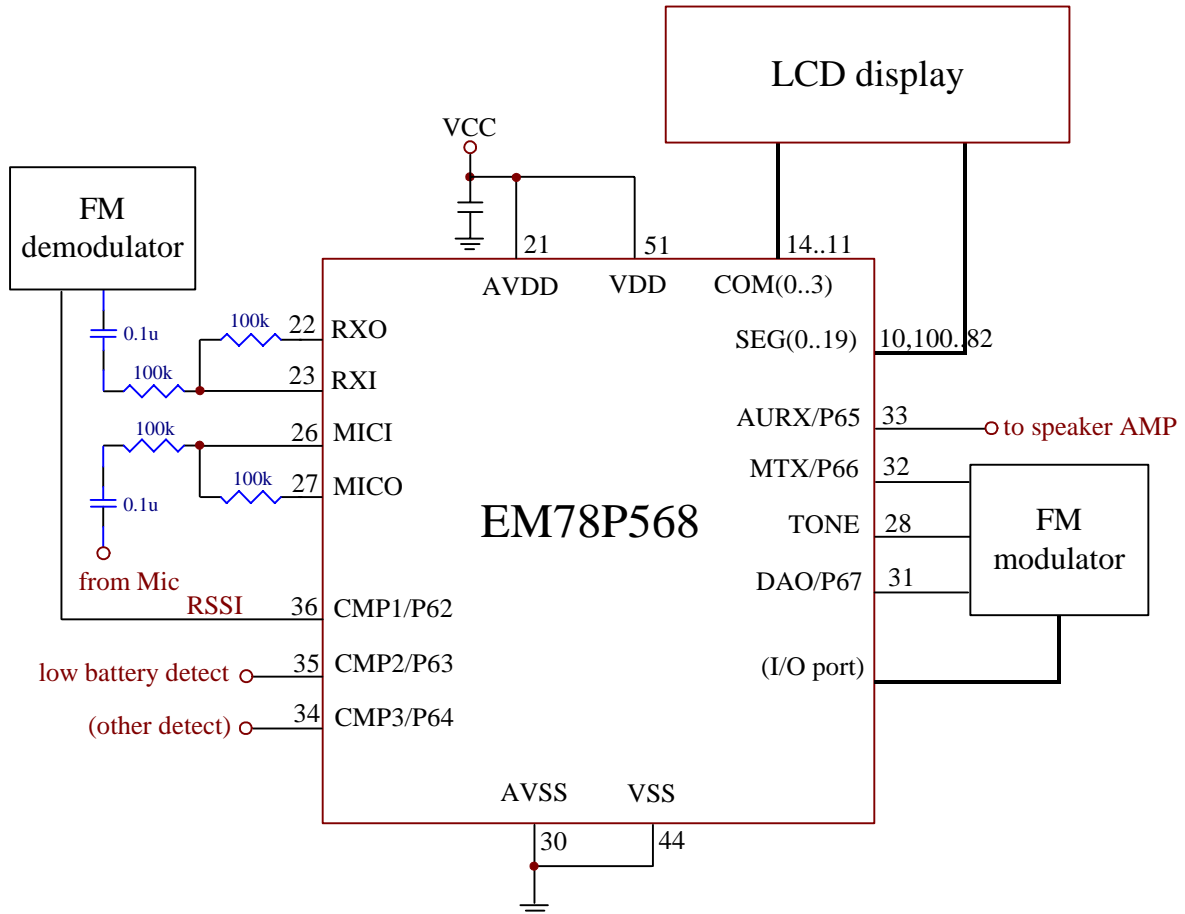 LCD display
VCC
FM
demodulator
21
51
14..11
AVDD
VDD
COM(0..3)
0.1u
100k
22
RXO
SEG(0..19)
10,100..82
100k
23
RXI
100k
26
MICI
AURX/P65
33
to speaker AMP
MTX/P66
32
0.1u
100k
27
MICO
EM78P568
TONE
28
FM
modulator
from Mic
DAO/P67
31
RSSI
36
CMP1/P62
low battery detect
35
CMP2/P63
(I/O port)
(other detect)
34
CMP3/P64
AVSS
VSS
30
44